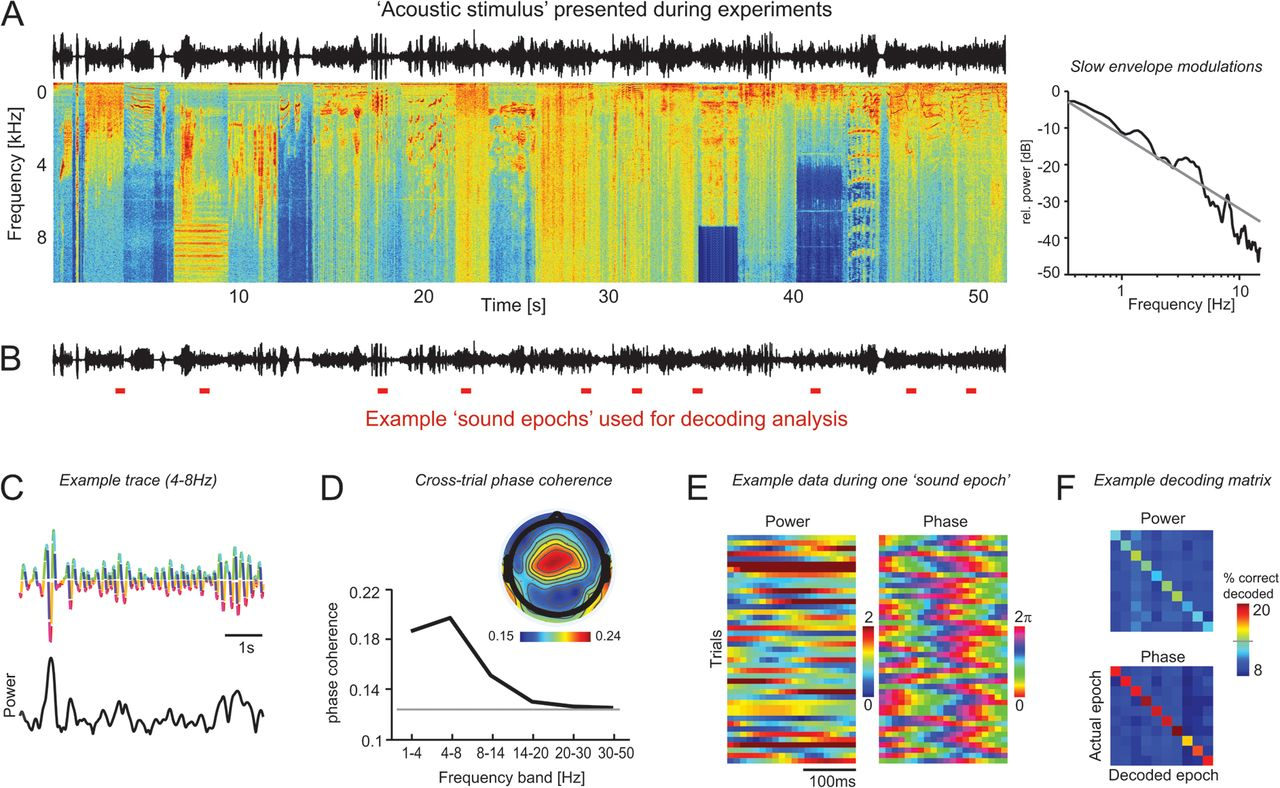 A
‘Acoustic stimulus’ presented during experiments
Frequency [kHz]
0
4
8
10
20
30
40
50
Time [s]
Slow envelope modulations
rel. power [dB]
0
-10
-20
-30
-40
-50
1
10
Frequency [Hz]
B
Example ‘sound epochs’ used for decoding analysis
C
Example trace (4-8Hz)
1s
Power
D
Cross-trial phase coherence
0.15
0.24
phase coherence
0.22
0.18
0.14
0.1
1-4
4-8
8-14
14-20
20-30
30-50
Frequency band [Hz]
E
Example data during one ‘sound epoch’
Power
Phase
Trials
2
0
2π
0
100ms
F
Example decoding matrix
Power
% correct
decoded
20
8
Phase
Actual epoch
Decoded epoch